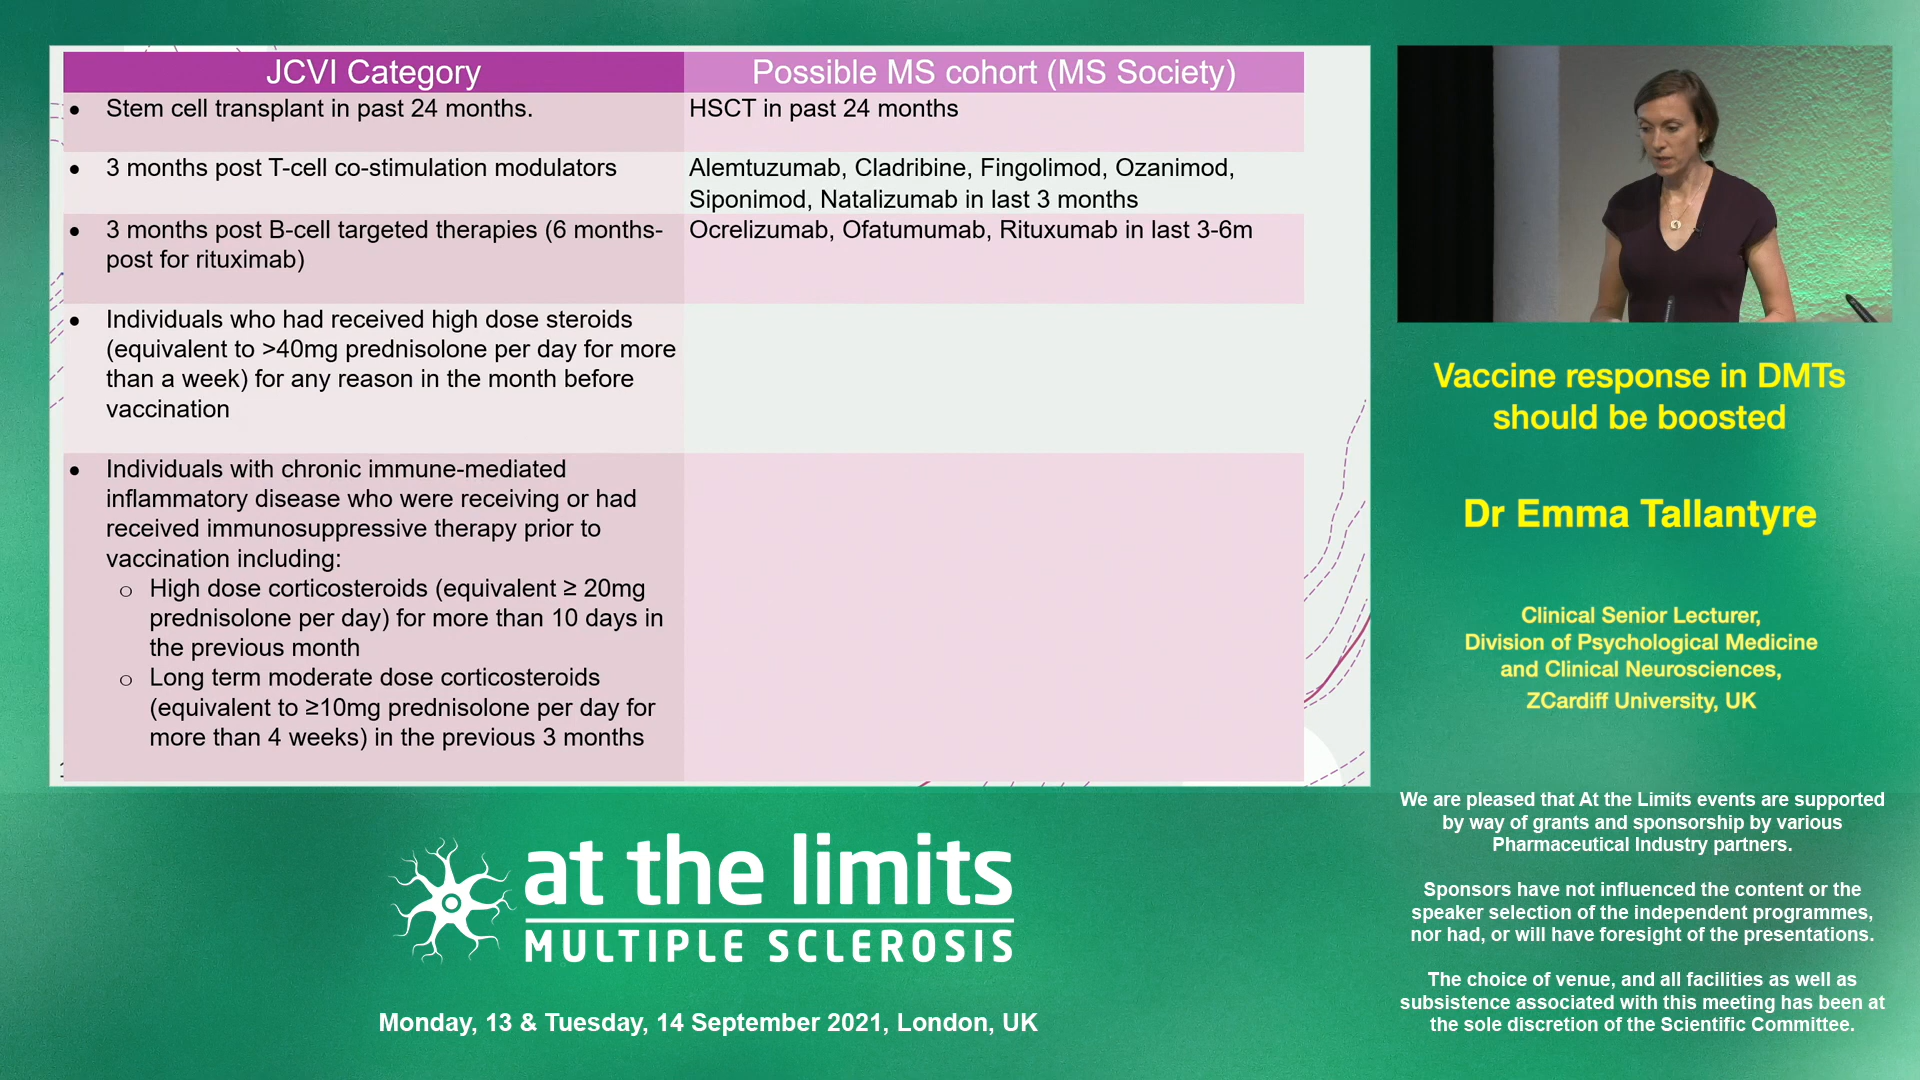 JCVI Category
Possible MS cohort (MS Society)
• Stem cell transplant in past 24 months.
HSCT in past 24 months
• 3 months post T-cell co-stimulation modulators
Alemtuzumab, Cladribine, Fingolimod, Ozanimod,
Siponimod, Natalizumab in last 3 months
• 3 months post B-cell targeted therapies (6 months-
post for rituximab)
Ocrelizumab, Ofatumumab, Rituxumab in last 3-6m
• Individuals who had received high dose steroids
(equivalent to >40mg prednisolone per day for more
than a week) for any reason in the month before
vaccination
• Individuals with chronic immune-mediated
inflammatory disease who were receiving or had
received immunosuppressive therapy prior to
vaccination including:
o High dose corticosteroids (equivalent ≥ 20mg
prednisolone per day) for more than 10 days in
the previous month
o Long term moderate dose corticosteroids
(equivalent to ≥10mg prednisolone per day for
more than 4 weeks) in the previous 3 months
Vaccine response in DMTs
should be boosted
Dr Emma Tallantyre
Clinical Senior Lecturer,
Division of Psychological Medicine
and Clinical Neurosciences,
ZCardiff University, UK
We are pleased that At the Limits events are supported
by way of grants and sponsorship by various
Pharmaceutical Industry partners.
Sponsors have not influenced the content or the
speaker selection of the independent programmes,
nor had, or will have foresight of the presentations.
The choice of venue, and all facilities as well as
subsistence associated with this meeting has been at
the sole discretion of the Scientific Committee.
at the limits
MULTIPLE SCLEROSIS
Monday, 13 & Tuesday, 14 September 2021, London, UK